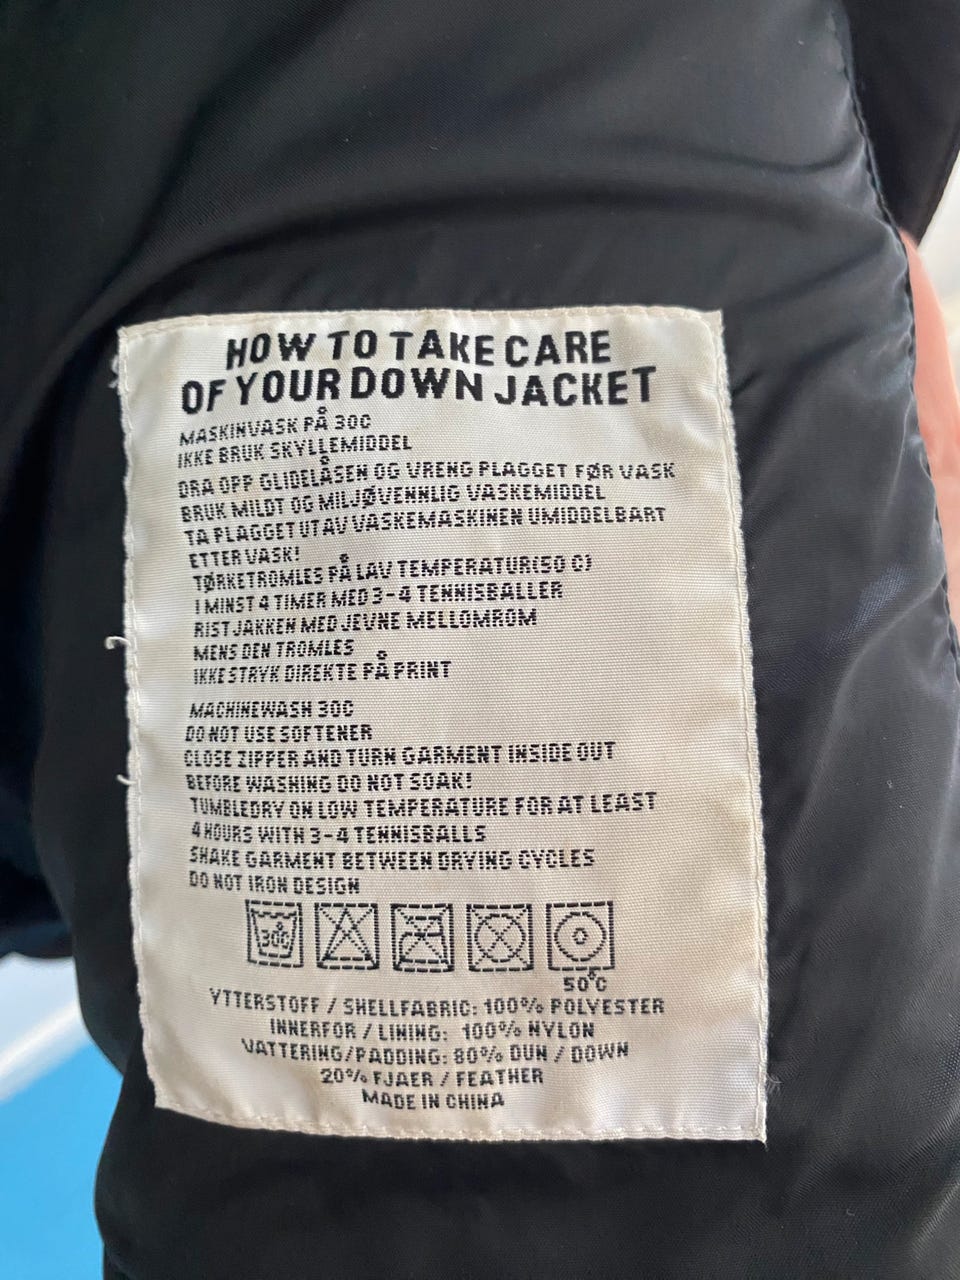 HOW TO TAKE CARE
OF YOUR DOWN JACKET
MASKINVASK PÅ 30C
IKKE BRUK SKYLLEMIDDEL
DRA OPP GLIDELÅSEN OG VRENG PLAGGET FØR VASK
BRUK MILDT OG MILJØVENNLIG VASKEMIDDEL
TA PLAGGET UT AV VASKEMASKINEN UMIDDELBART
ETTER VASK!
TØRKETROMLES PÅ LAV TEMPERATUR(50 C)
I MINST 4 TIMER MED 3-4 TENNISBALLER
RIST JAKKEN MED JEVNE MELLOMROM
MENS DEN TROMLES
IKKE STRYK DIREKTE PÅ PRINT
MACHINEWASH 30C
DO NOT USE SOFTENER
CLOSE ZIPPER AND TURN GARMENT INSIDE OUT
BEFORE WASHING DO NOT SOAK!
TUMBLEDRY ON LOW TEMPERATURE FOR AT LEAST
4 HOURS WITH 3-4 TENNISBALLS
SHAKE GARMENT BETWEEN DRYING CYCLES
DO NOT IRON DESIGN
30C
50°C
YTTERSTOFF / SHELLFABRIC: 100% POLYESTER
INNERFOR / LINING: 100% NYLON
VATTERING/PADDING: 80% DUN / DOWN
20% FJAER / FEATHER
MADE IN CHINA